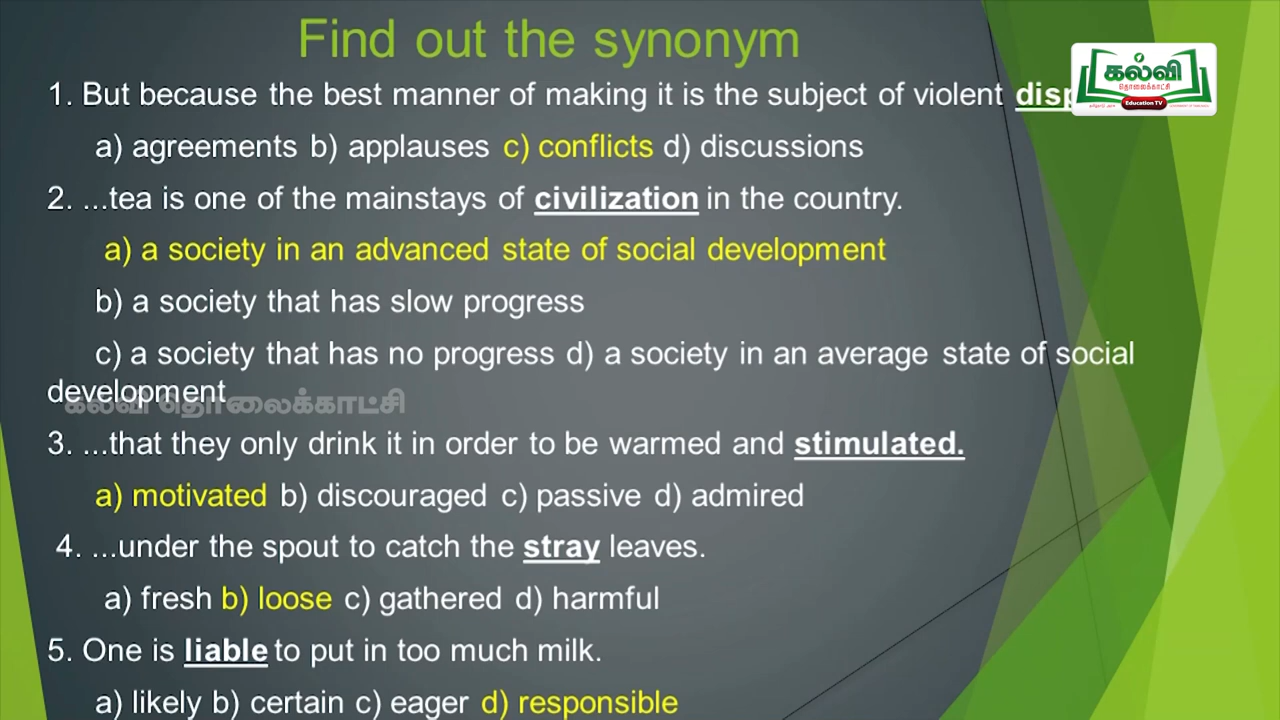 Find out the synonym
1. But because the best manner of making it is the subject of violent
a) agreements b) applauses c) conflicts d) discussions
2. ...tea is one of the mainstays of civilization in the country.
a) a society in an advanced state of social development
b) a society that has slow progress
c) a society that has no progress d) a society in an average state of social
development
3. ...that they only drink it in order to be warmed and stimulated.
a) motivated b) discouraged c) passive d) admired
4. ...under the spout to catch the stray leaves.
a) fresh b) loose c) gathered d) harmful
5. One is liable to put in too much milk.
a) likely b) certain c) eager d) responsible
கல்வி
தொலைக்காட்சி
Education TV
கல்வி தொலைக்காட்சி